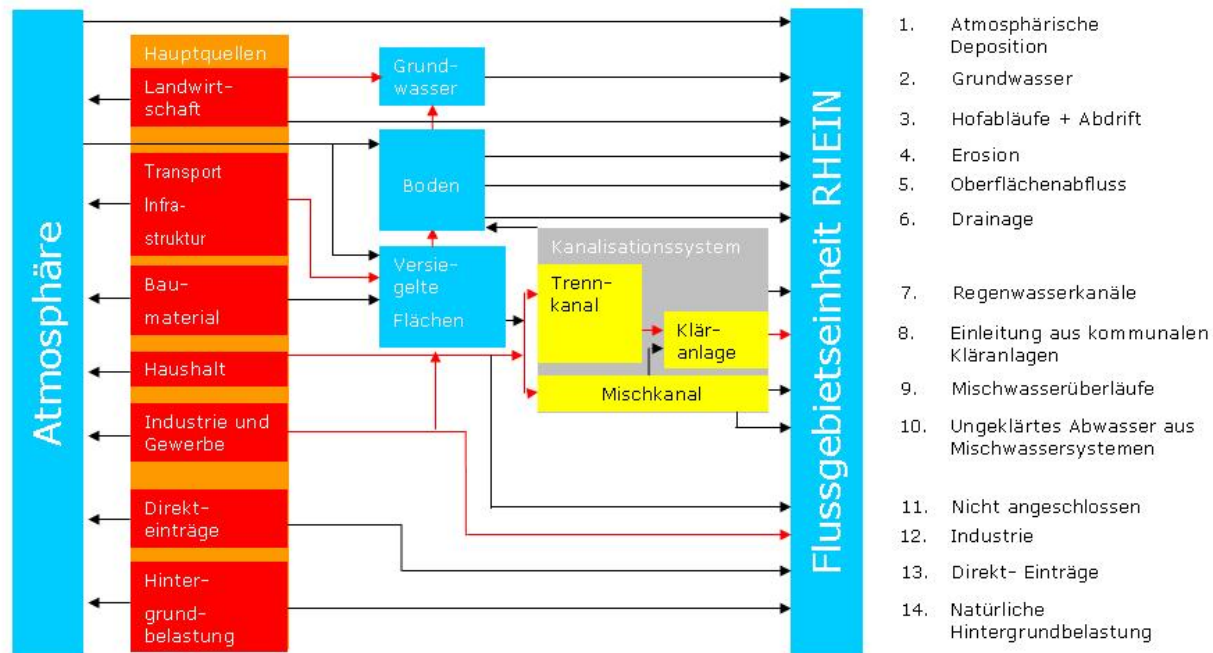 Atmosphäre
Hauptquellen
Landwirt-
schaft
Transport
Infra-
struktur
Bau-
material
Haushalt
Industrie und
Gewerbe
Direkt-
einträge
Hinter-
grund-
belastung
Grund-
wasser
Boden
Versie-
gelte
Flächen
Kanalisationssystem
Trenn-
kanal
Klär-
anlage
Mischkanal
Flussgebietseinheit RHEIN
1. Atmosphärische
Deposition
2. Grundwasser
3. Hofabläufe + Abdrift
4. Erosion
5. Oberflächenabfluss
6. Drainage
7. Regenwasserkanäle
8. Einleitung aus kommunalen
Kläranlagen
9. Mischwasserüberläufe
10. Ungeklärtes Abwasser aus
Mischwassersystemen
11. Nicht angeschlossen
12. Industrie
13. Direkt- Einträge
14. Natürliche
Hintergrundbelastung